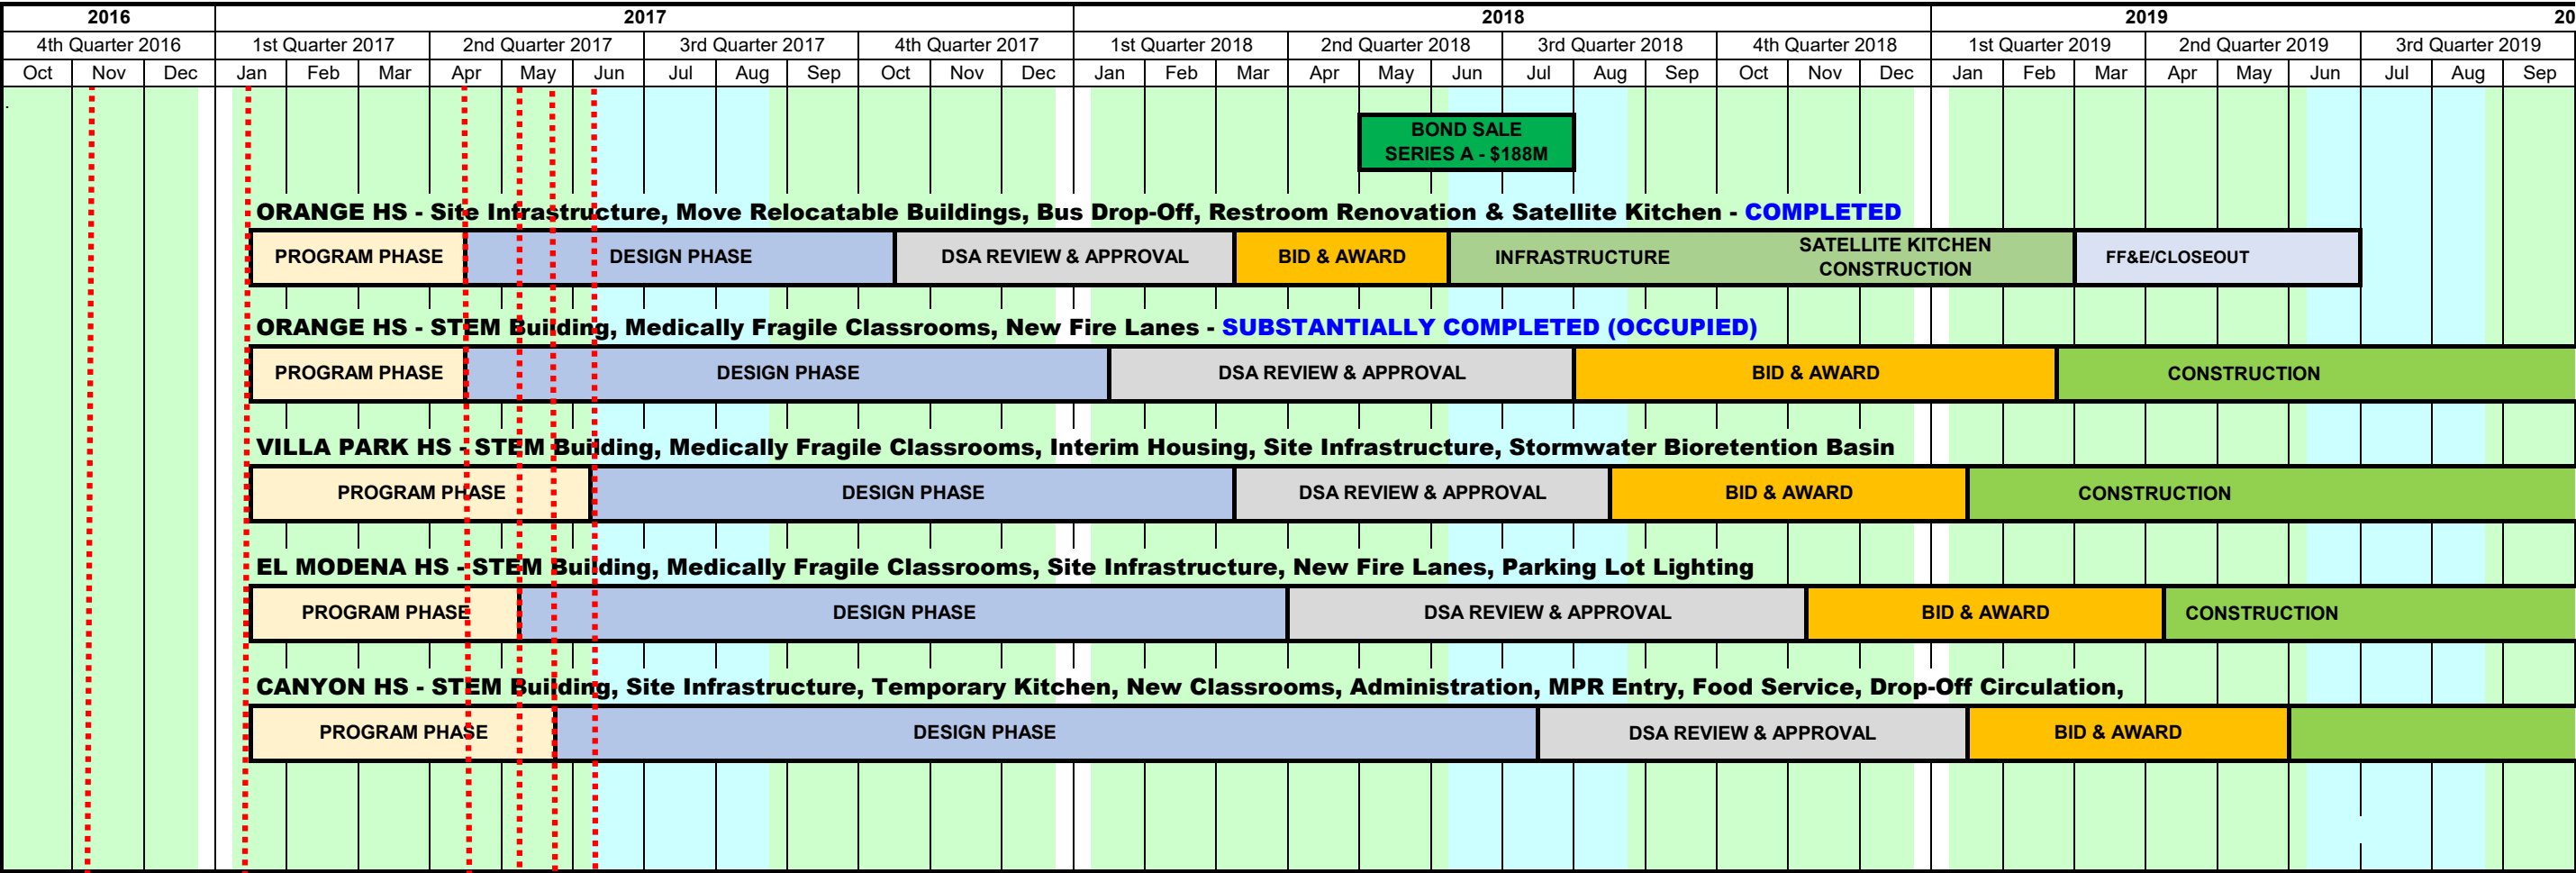 2016 2017 2018 2019 20
4th Quarter 2016 1st Quarter 2017 2nd Quarter 2017 3rd Quarter 2017 4th Quarter 2017 1st Quarter 2018 2nd Quarter 2018 3rd Quarter 2018 4th Quarter 2018 1st Quarter 2019 2nd Quarter 2019 3rd Quarter 2019
Oct Nov Dec Jan Feb Mar Apr May Jun Jul Aug Sep Oct Nov Dec Jan Feb Mar Apr May Jun Jul Aug Sep Oct Nov Dec Jan Feb Mar Apr May Jun Jul Aug Sep
BOND SALE
SERIES A - $188M
ORANGE HS - Site Infrastructure, Move Relocatable Buildings, Bus Drop-Off, Restroom Renovation & Satellite Kitchen - COMPLETED
PROGRAM PHASE DESIGN PHASE DSA REVIEW & APPROVAL BID & AWARD INFRASTRUCTURE SATELLITE KITCHEN
CONSTRUCTION FF&E/CLOSEOUT
ORANGE HS - STEM Building, Medically Fragile Classrooms, New Fire Lanes - SUBSTANTIALLY COMPLETED (OCCUPIED)
PROGRAM PHASE DESIGN PHASE DSA REVIEW & APPROVAL BID & AWARD CONSTRUCTION
VILLA PARK HS - STEM Building, Medically Fragile Classrooms, Interim Housing, Site Infrastructure, Stormwater Bioretention Basin
PROGRAM PHASE DESIGN PHASE DSA REVIEW & APPROVAL BID & AWARD CONSTRUCTION
EL MODENA HS - STEM Building, Medically Fragile Classrooms, Site Infrastructure, New Fire Lanes, Parking Lot Lighting
PROGRAM PHASE DESIGN PHASE DSA REVIEW & APPROVAL BID & AWARD CONSTRUCTION
CANYON HS - STEM Building, Site Infrastructure, Temporary Kitchen, New Classrooms, Administration, MPR Entry, Food Service, Drop-Off Circulation,
PROGRAM PHASE DESIGN PHASE DSA REVIEW & APPROVAL BID & AWARD